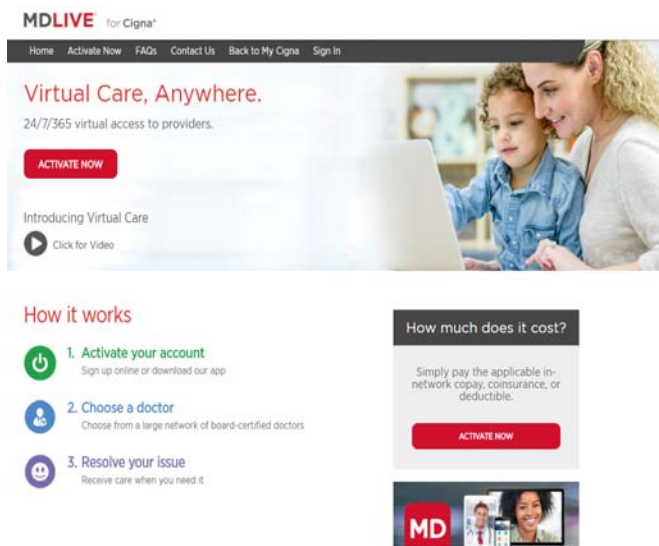 MDLIVE for Cigna®
Home Activate Now FAQs Contact Us Back to My Cigna Sign In
Virtual Care, Anywhere.
24/7/365 virtual access to providers.
ACTIVATE NOW
Introducing Virtual Care
Click for Video
How it works
1. Activate your account
Sign up online or download our app
2. Choose a doctor
Choose from a large network of board-certified doctors
3. Resolve your issue
Receive care when you need it
How much does it cost?
Simply pay the applicable in-
network copay, coinsurance, or
deductible.
ACTIVATE NOW
MD